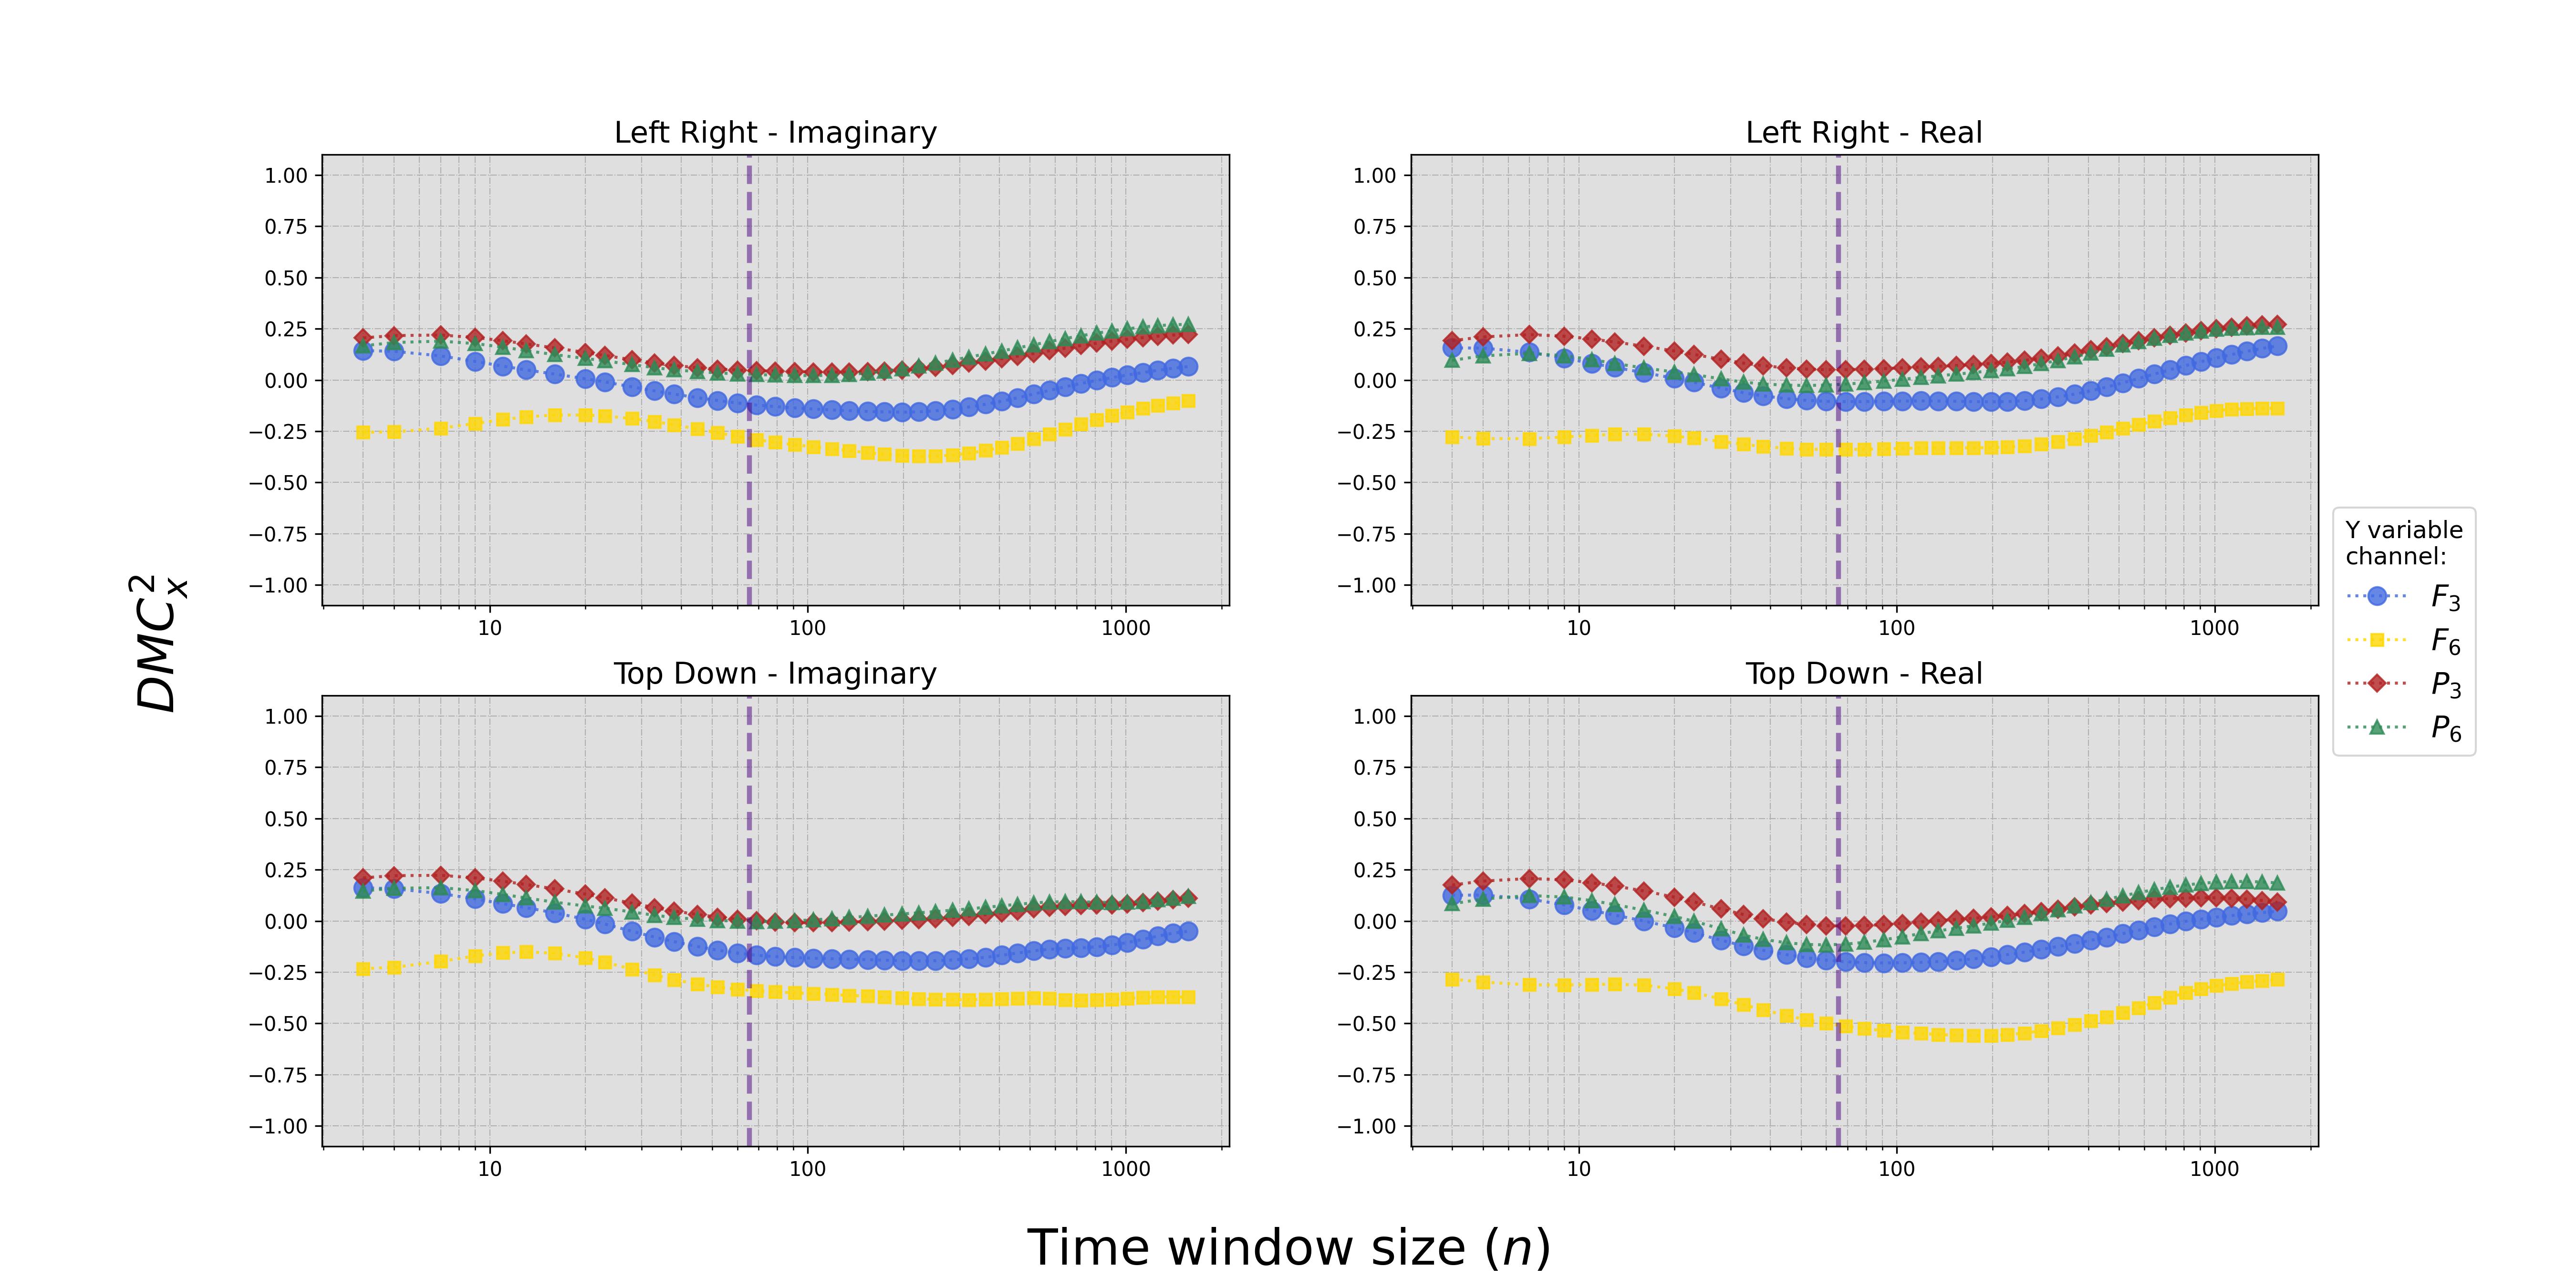 Left Right - Imaginary
1.00
0.75
0.50
0.25
0.00
−0.25
−0.50
−0.75
−1.00
10 100 1000
Left Right - Real
1.00
0.75
0.50
0.25
0.00
−0.25
−0.50
−0.75
−1.00
10 100 1000
Top Down - Imaginary
1.00
0.75
0.50
0.25
0.00
−0.25
−0.50
−0.75
−1.00
10 100 1000
Top Down - Real
1.00
0.75
0.50
0.25
0.00
−0.25
−0.50
−0.75
−1.00
10 100 1000
Y variable
channel:
F₃
F₆
P₃
P₆
DMC²ₓ
Time window size (n)